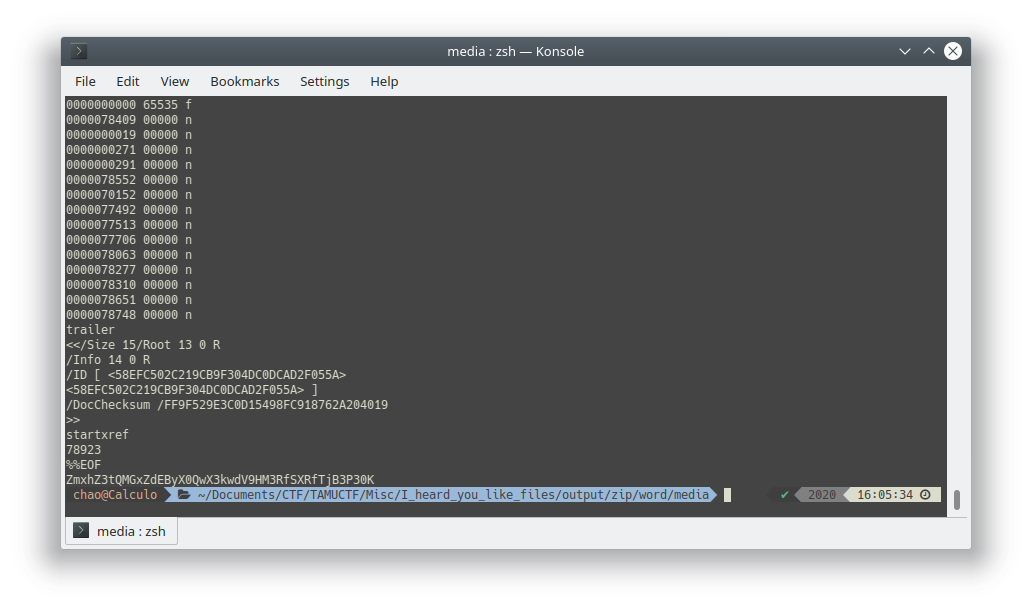 media : zsh — Konsole
File Edit View Bookmarks Settings Help
0000000000 65535 f
0000078409 00000 n
0000000019 00000 n
0000000271 00000 n
0000000291 00000 n
0000078552 00000 n
0000070152 00000 n
0000077492 00000 n
0000077513 00000 n
0000077706 00000 n
0000078063 00000 n
0000078277 00000 n
0000078310 00000 n
0000078651 00000 n
0000078748 00000 n
trailer
<</Size 15/Root 13 0 R
/Info 14 0 R
/ID [ <58EFC502C219CB9F304DC0DCAD2F055A>
<58EFC502C219CB9F304DC0DCAD2F055A> ]
/DocChecksum /FF9F529E3C0D15498FC918762A204019
>>
startxref
78923
%%EOF
ZmxhZ3tQMGxZdEByX0QwX3kwdV9HM3RfSXRfTjB3P30K
chao@Calculo ~/Documents/CTF/TAMUCTF/Misc/I_heard_you_like_files/output/zip/word/media ✔ 2020 16:05:34
media : zsh